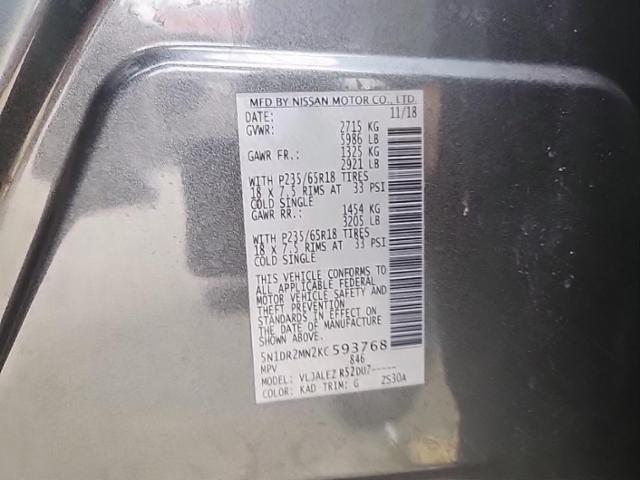 MFD BY NISSAN MOTOR CO., LTD.
DATE: 11/18
GVWR: 2715 KG
5986 LB
GAWR FR.: 1325 KG
2921 LB
WITH P235/65R18 TIRES
18 X 7.5 RIMS AT 33 PSI
COLD SINGLE
GAWR RR.: 1454 KG
3205 LB
WITH P235/65R18 TIRES
18 X 7.5 RIMS AT 33 PSI
COLD SINGLE
THIS VEHICLE CONFORMS TO
ALL APPLICABLE FEDERAL
MOTOR VEHICLE SAFETY AND
THEFT PREVENTION
STANDARDS IN EFFECT ON
THE DATE OF MANUFACTURE
SHOWN ABOVE.
5N1DR2MN2KC593768
MPV 846
MODEL: VLJALEZ R52DU7-----
COLOR: KAD TRIM: G ZS30A